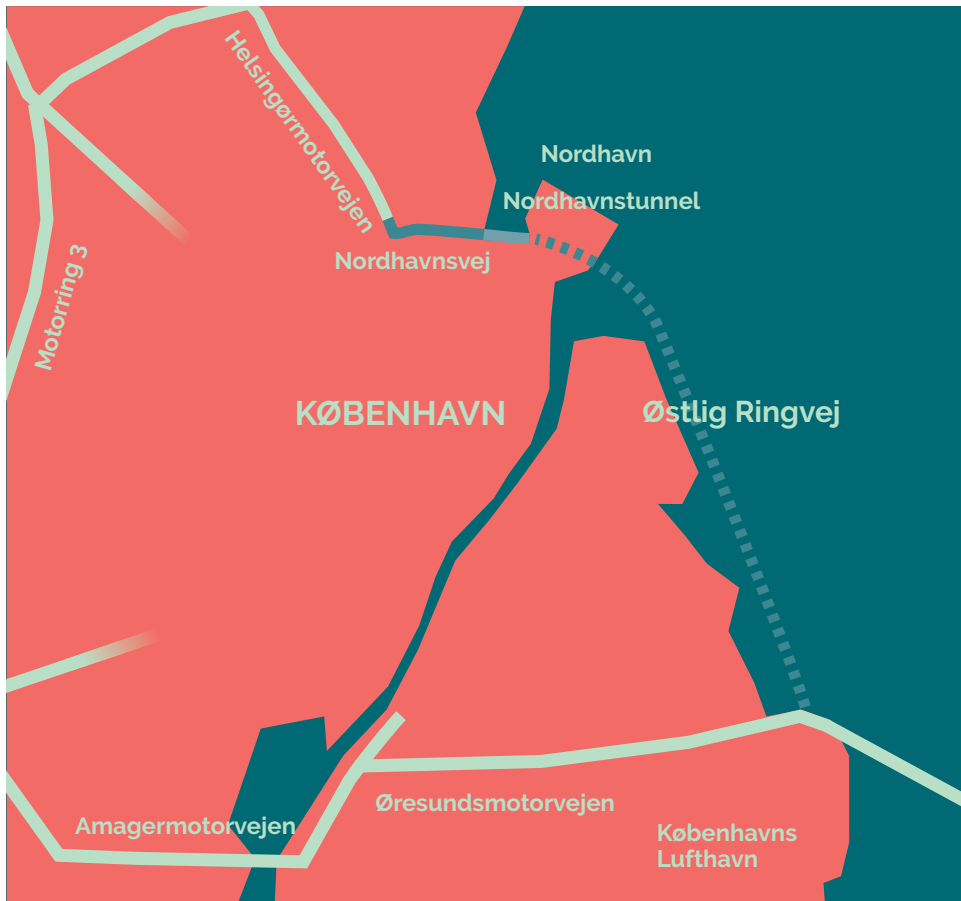 Helsingørmotorvejen
Nordhavn
Nordhavnstunnel
Motorring 3
Nordhavnsvej
KØBENHAVN
Østlig Ringvej
Øresundsmotorvejen
Amagermotorvejen
Københavns
Lufthavn